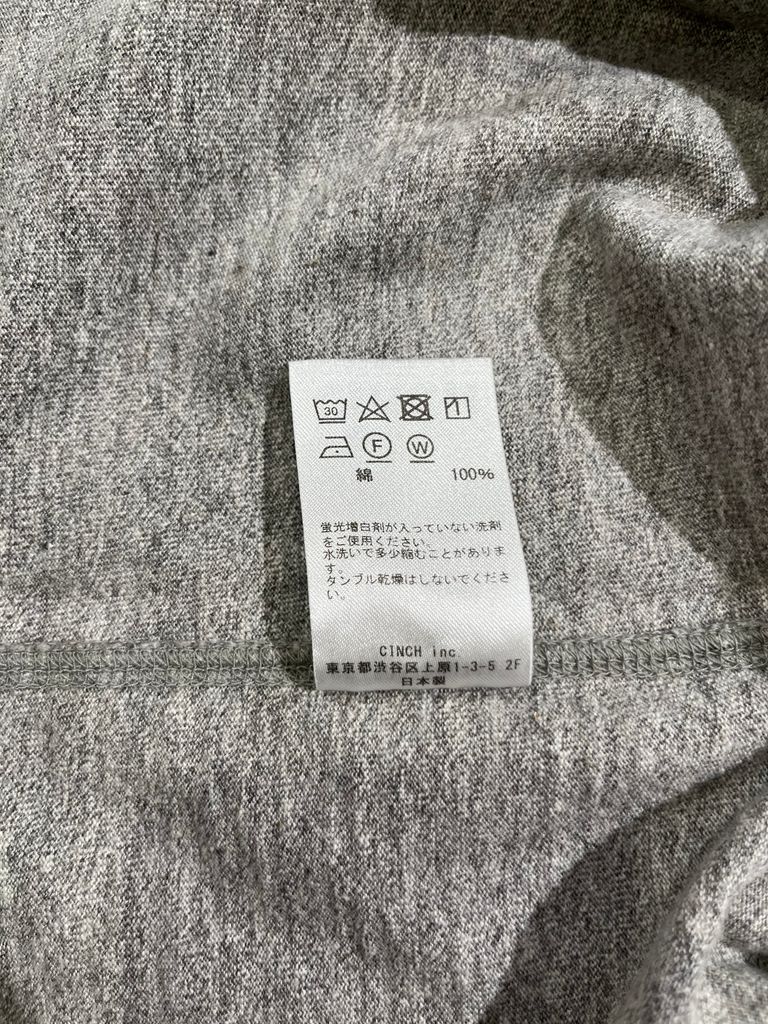 30
F W
綿 100%
蛍光増白剤が入っていない洗剤
をご使用ください。
水洗いで多少縮むことがありま
す。
タンブル乾燥はしないでくださ
い。
CINCH inc.
東京都渋谷区上原1-3-5 2F
日本製